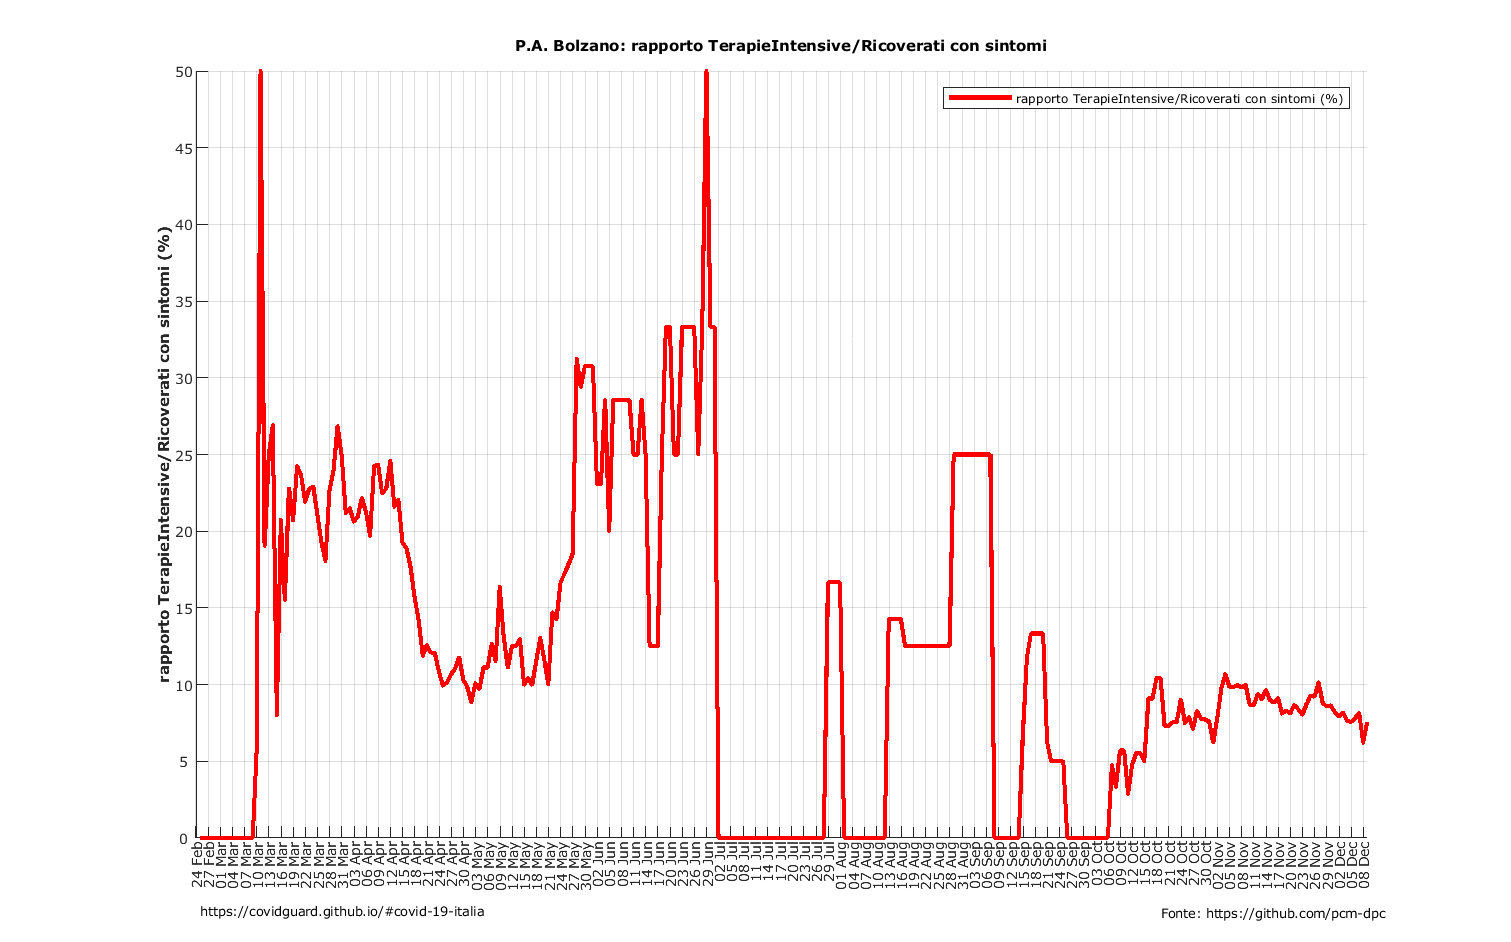 P.A. Bolzano: rapporto TerapieIntensive/Ricoverati con sintomi
rapporto TerapieIntensive/Ricoverati con sintomi (%)
rapporto TerapieIntensive/Ricoverati con sintomi (%)
50
45
40
35
30
25
20
15
10
5
0
24 Feb
27 Feb
01 Mar
04 Mar
07 Mar
10 Mar
13 Mar
16 Mar
19 Mar
22 Mar
25 Mar
28 Mar
31 Mar
03 Apr
06 Apr
09 Apr
12 Apr
15 Apr
18 Apr
21 Apr
24 Apr
27 Apr
30 Apr
03 May
06 May
09 May
12 May
15 May
18 May
21 May
24 May
27 May
30 May
02 Jun
05 Jun
08 Jun
11 Jun
14 Jun
17 Jun
20 Jun
23 Jun
26 Jun
29 Jun
02 Jul
05 Jul
08 Jul
11 Jul
14 Jul
17 Jul
20 Jul
23 Jul
26 Jul
29 Jul
01 Aug
04 Aug
07 Aug
10 Aug
13 Aug
16 Aug
19 Aug
22 Aug
25 Aug
28 Aug
31 Aug
03 Sep
06 Sep
09 Sep
12 Sep
15 Sep
18 Sep
21 Sep
24 Sep
27 Sep
30 Sep
03 Oct
06 Oct
09 Oct
12 Oct
15 Oct
18 Oct
21 Oct
24 Oct
27 Oct
30 Oct
02 Nov
05 Nov
08 Nov
11 Nov
14 Nov
17 Nov
20 Nov
23 Nov
26 Nov
29 Nov
02 Dec
05 Dec
08 Dec
https://covidguard.github.io/#covid-19-italia
Fonte: https://github.com/pcm-dpc